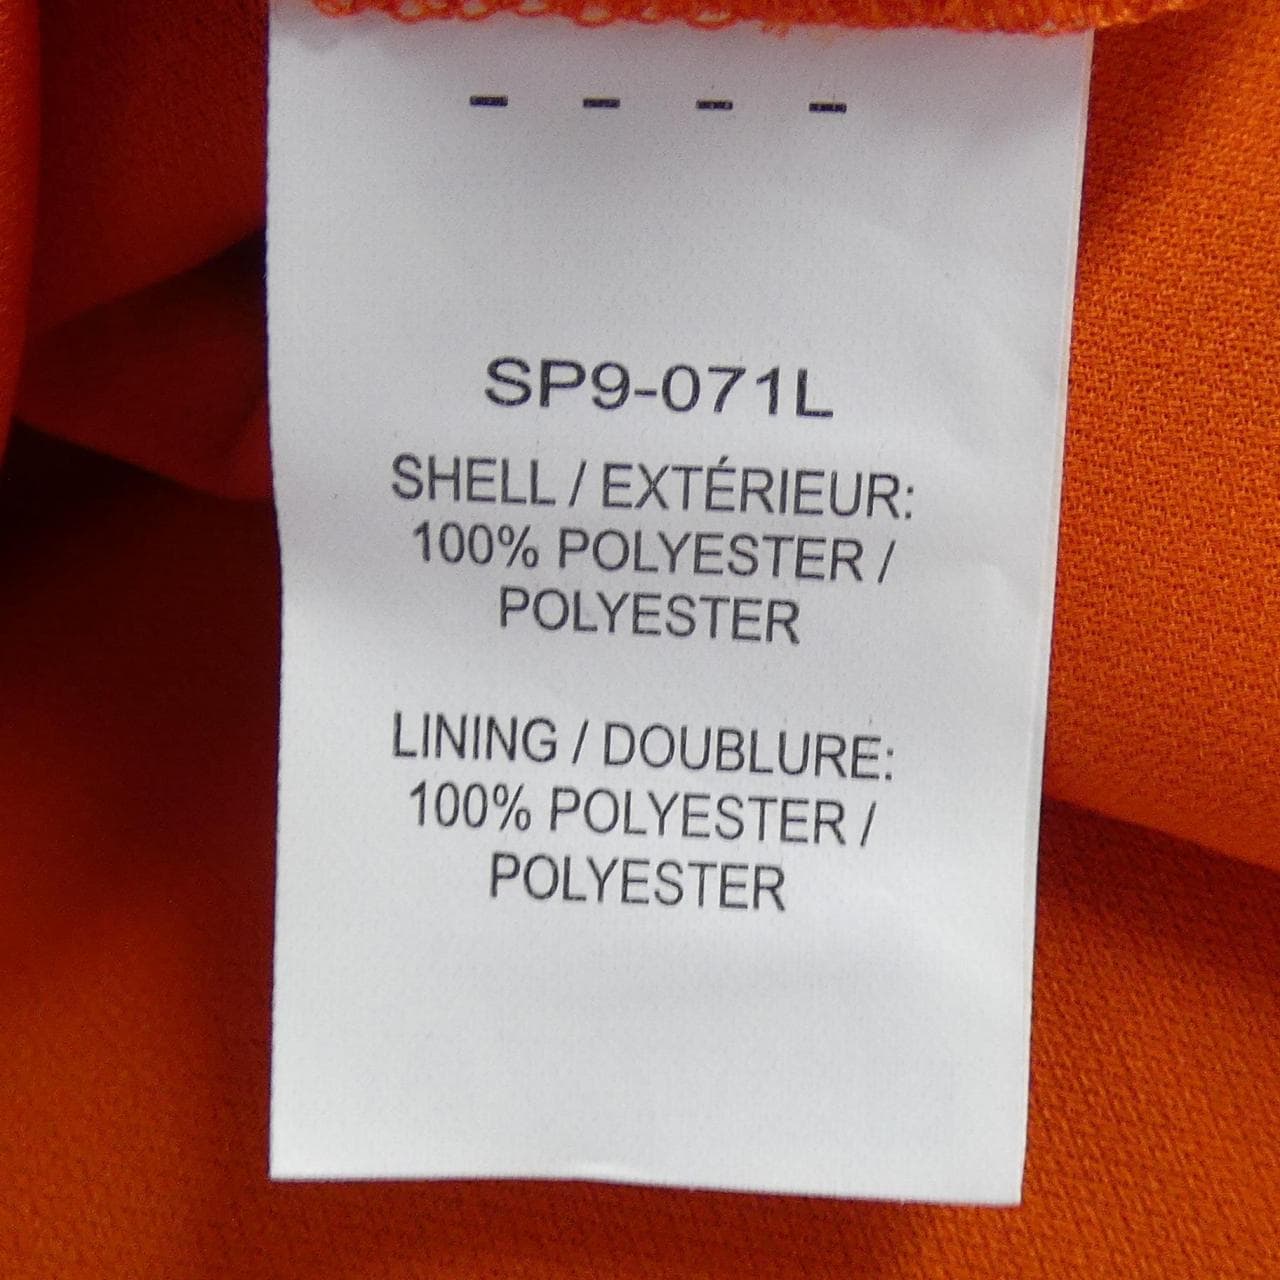 - - - -
SP9-071L
SHELL / EXTÉRIEUR:
100% POLYESTER /
POLYESTER
LINING / DOUBLURE:
100% POLYESTER /
POLYESTER